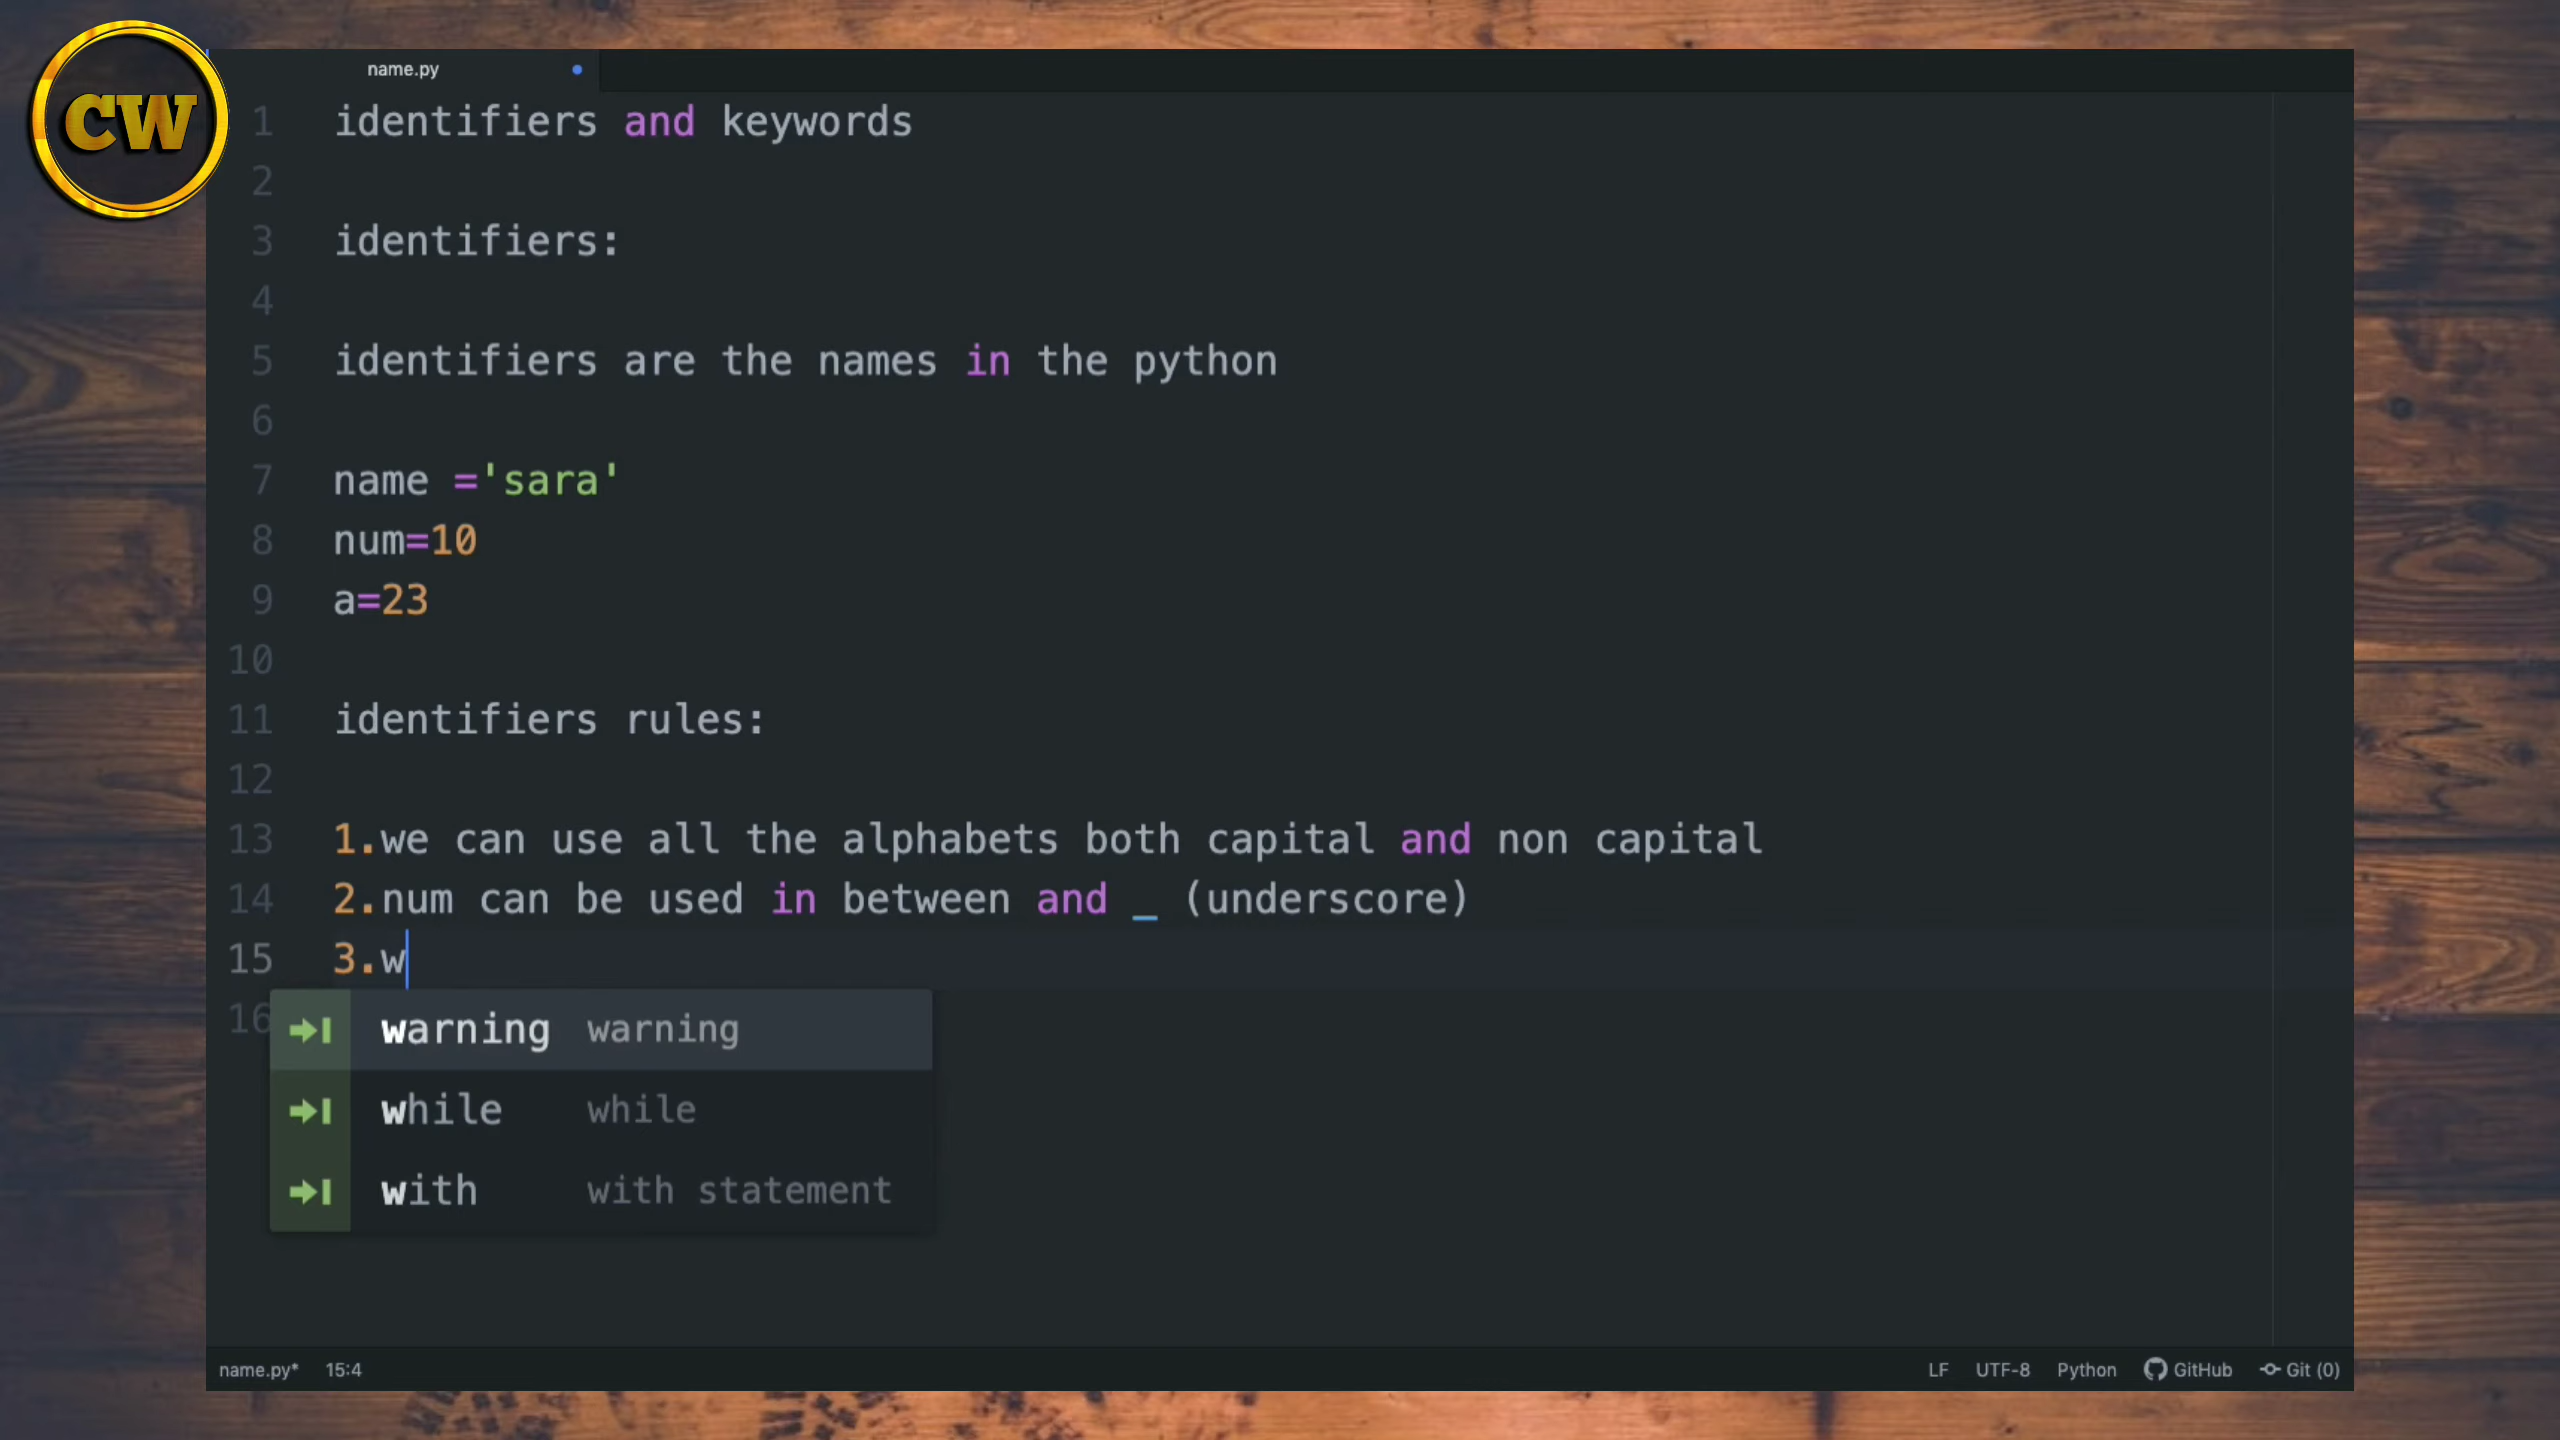 CW
name.py
1 identifiers and keywords
2
3 identifiers:
4
5 identifiers are the names in the python
6
7 name ='sara'
8 num=10
9 a=23
10
11 identifiers rules:
12
13 1.we can use all the alphabets both capital and non capital
14 2.num can be used in between and _ (underscore)
15 3.w
16
warning warning
while while
with with statement
name.py* 15:4 LF UTF-8 Python GitHub Git (0)